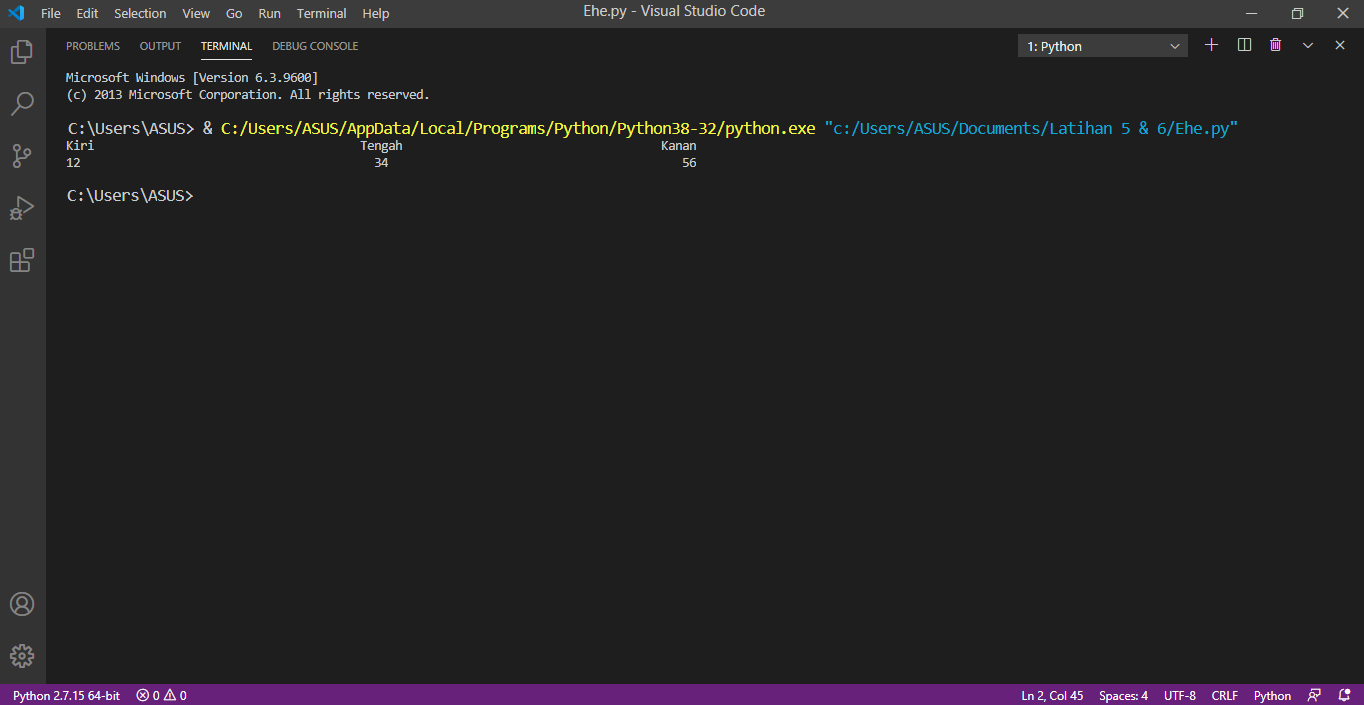 File Edit Selection View Go Run Terminal Help Ehe.py - Visual Studio Code
PROBLEMS OUTPUT TERMINAL DEBUG CONSOLE 1: Python
Microsoft Windows [Version 6.3.9600]
(c) 2013 Microsoft Corporation. All rights reserved.
C:\Users\ASUS> & C:/Users/ASUS/AppData/Local/Programs/Python/Python38-32/python.exe "c:/Users/ASUS/Documents/Latihan 5 & 6/Ehe.py"
Kiri Tengah Kanan
12 34 56
C:\Users\ASUS>
Python 2.7.15 64-bit 0 0 Ln 2, Col 45 Spaces: 4 UTF-8 CRLF Python